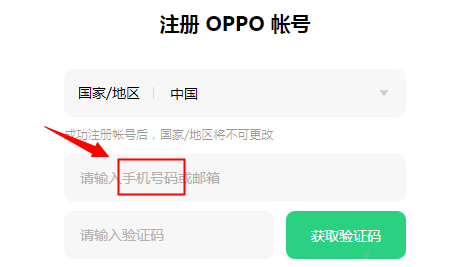 注册 OPPO 帐号
国家/地区 中国
成功注册帐号后，国家/地区将不可更改
请输入手机号码或邮箱
请输入验证码 获取验证码